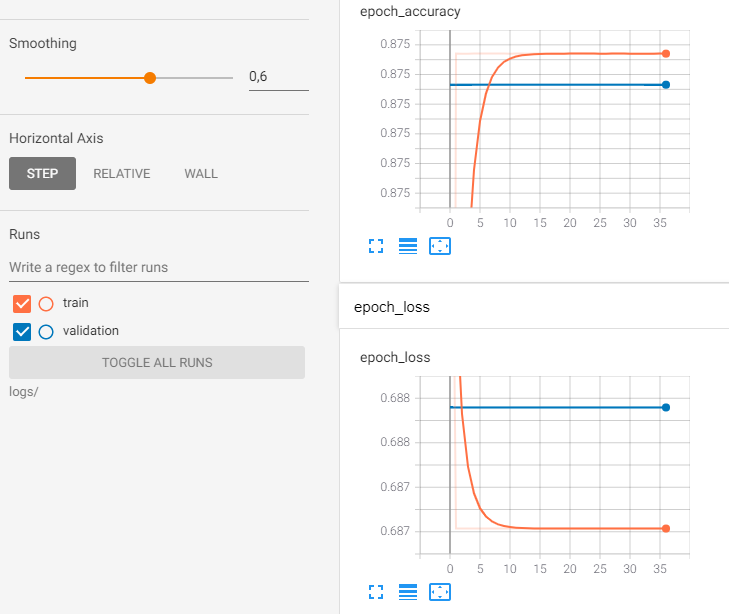 Smoothing
0,6
Horizontal Axis
STEP RELATIVE WALL
Runs
Write a regex to filter runs
train
validation
TOGGLE ALL RUNS
logs/
epoch_accuracy
0.875
0.875
0.875
0.875
0.875
0.875
0 5 10 15 20 25 30 35
epoch_loss
epoch_loss
0.688
0.688
0.687
0.687
0 5 10 15 20 25 30 35